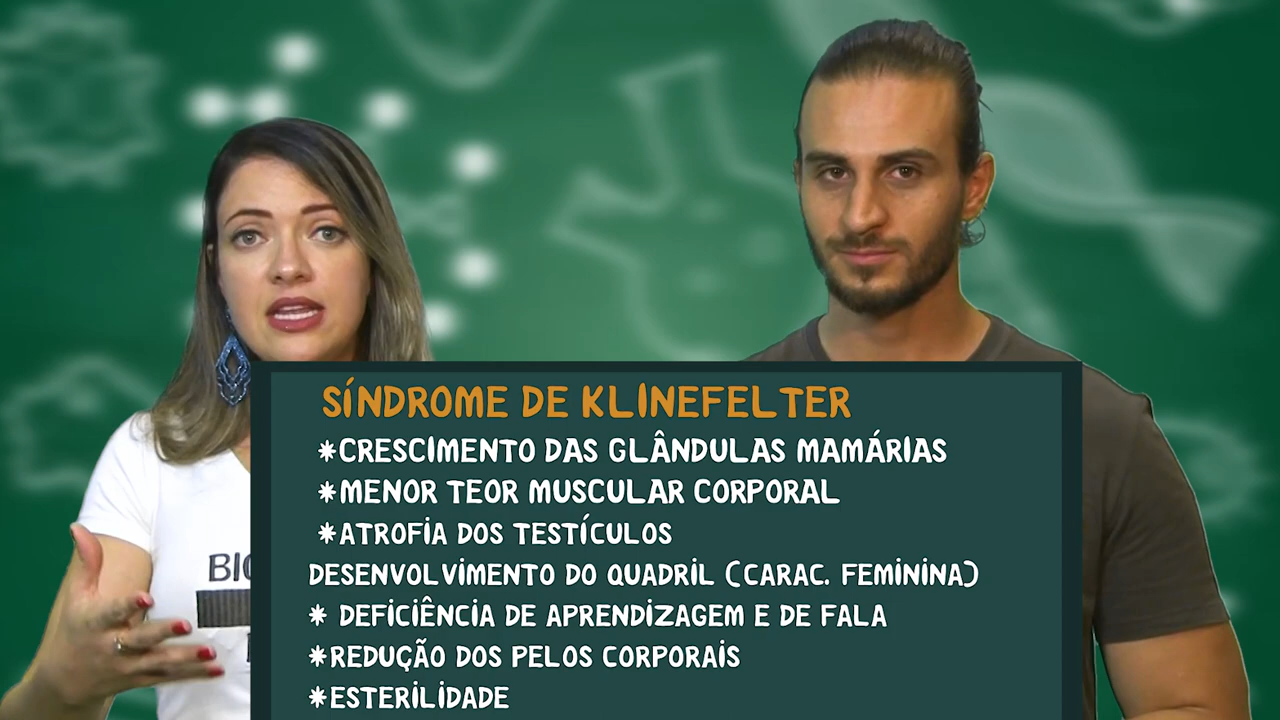 SÍNDROME DE KLINEFELTER
*CRESCIMENTO DAS GLÂNDULAS MAMÁRIAS
*MENOR TEOR MUSCULAR CORPORAL
*ATROFIA DOS TESTÍCULOS
DESENVOLVIMENTO DO QUADRIL (CARAC. FEMININA)
* DEFICIÊNCIA DE APRENDIZAGEM E DE FALA
*REDUÇÃO DOS PELOS CORPORAIS
*ESTERILIDADE